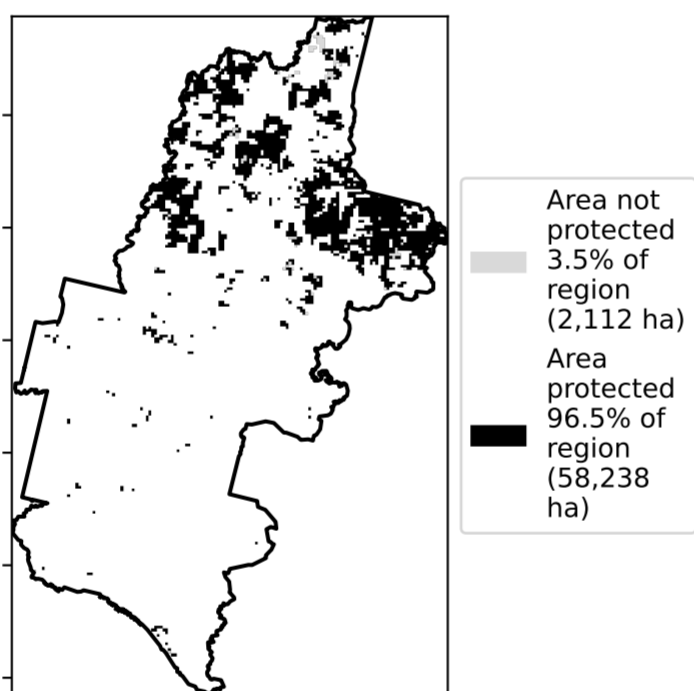 Area not
protected
3.5% of
region
(2,112 ha)
Area
protected
96.5% of
region
(58,238
ha)